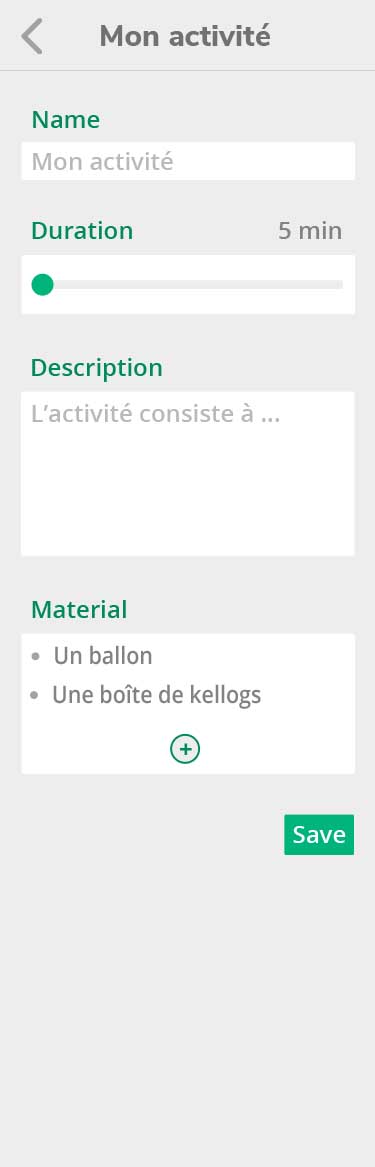 Mon activité
Name
Mon activité
Duration 5 min
Description
L’activité consiste à ...
Material
• Un ballon
• Une boîte de kellogs
+
Save